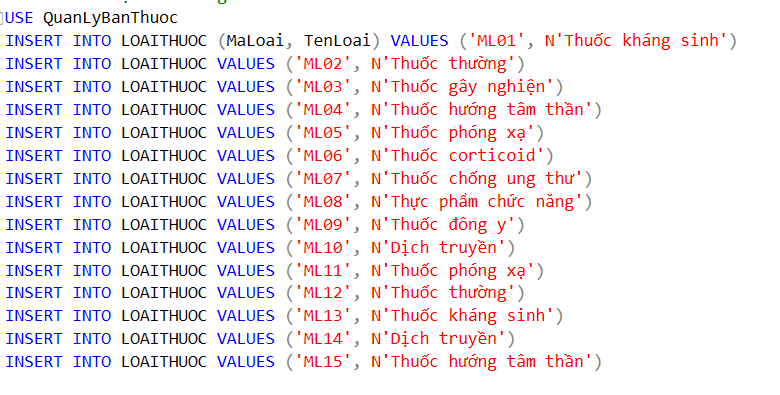 USE QuanLyBanThuoc
INSERT INTO LOAITHUOC (MaLoai, TenLoai) VALUES ('ML01', N'Thuốc kháng sinh')
INSERT INTO LOAITHUOC VALUES ('ML02', N'Thuốc thường')
INSERT INTO LOAITHUOC VALUES ('ML03', N'Thuốc gây nghiện')
INSERT INTO LOAITHUOC VALUES ('ML04', N'Thuốc hướng tâm thần')
INSERT INTO LOAITHUOC VALUES ('ML05', N'Thuốc phóng xạ')
INSERT INTO LOAITHUOC VALUES ('ML06', N'Thuốc corticoid')
INSERT INTO LOAITHUOC VALUES ('ML07', N'Thuốc chống ung thư')
INSERT INTO LOAITHUOC VALUES ('ML08', N'Thực phẩm chức năng')
INSERT INTO LOAITHUOC VALUES ('ML09', N'Thuốc đông y')
INSERT INTO LOAITHUOC VALUES ('ML10', N'Dịch truyền')
INSERT INTO LOAITHUOC VALUES ('ML11', N'Thuốc phóng xạ')
INSERT INTO LOAITHUOC VALUES ('ML12', N'Thuốc thường')
INSERT INTO LOAITHUOC VALUES ('ML13', N'Thuốc kháng sinh')
INSERT INTO LOAITHUOC VALUES ('ML14', N'Dịch truyền')
INSERT INTO LOAITHUOC VALUES ('ML15', N'Thuốc hướng tâm thần')